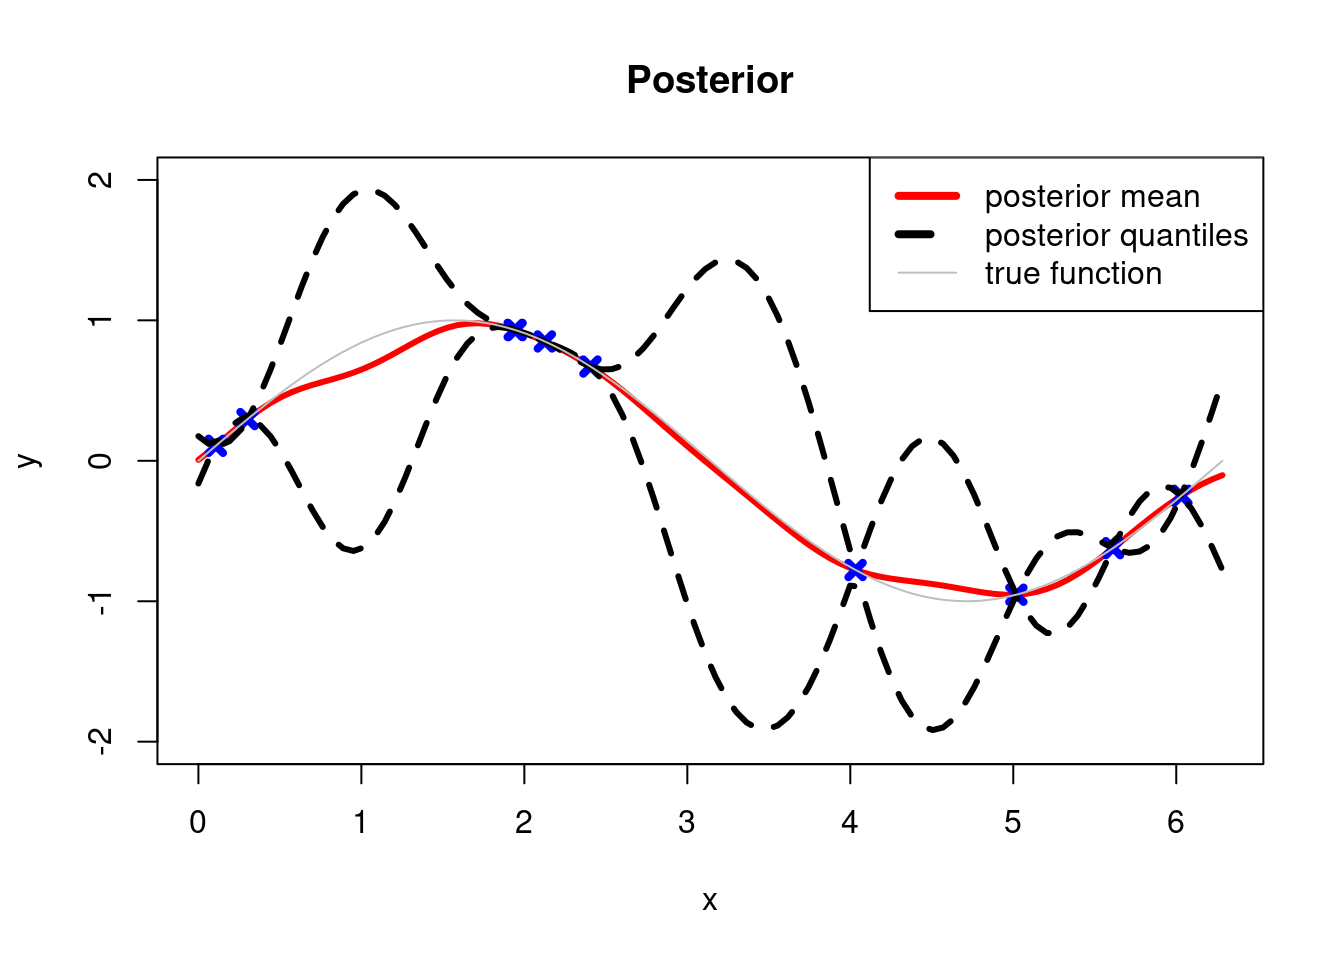 Posterior
posterior mean
posterior quantiles
true function
2
1
0
-1
-2
y
0 1 2 3 4 5 6
x